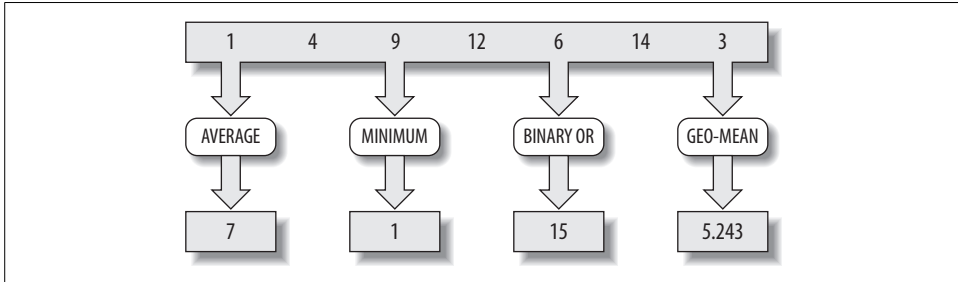 1 4 9 12 6 14 3
AVERAGE MINIMUM BINARY OR GEO-MEAN
7 1 15 5.243